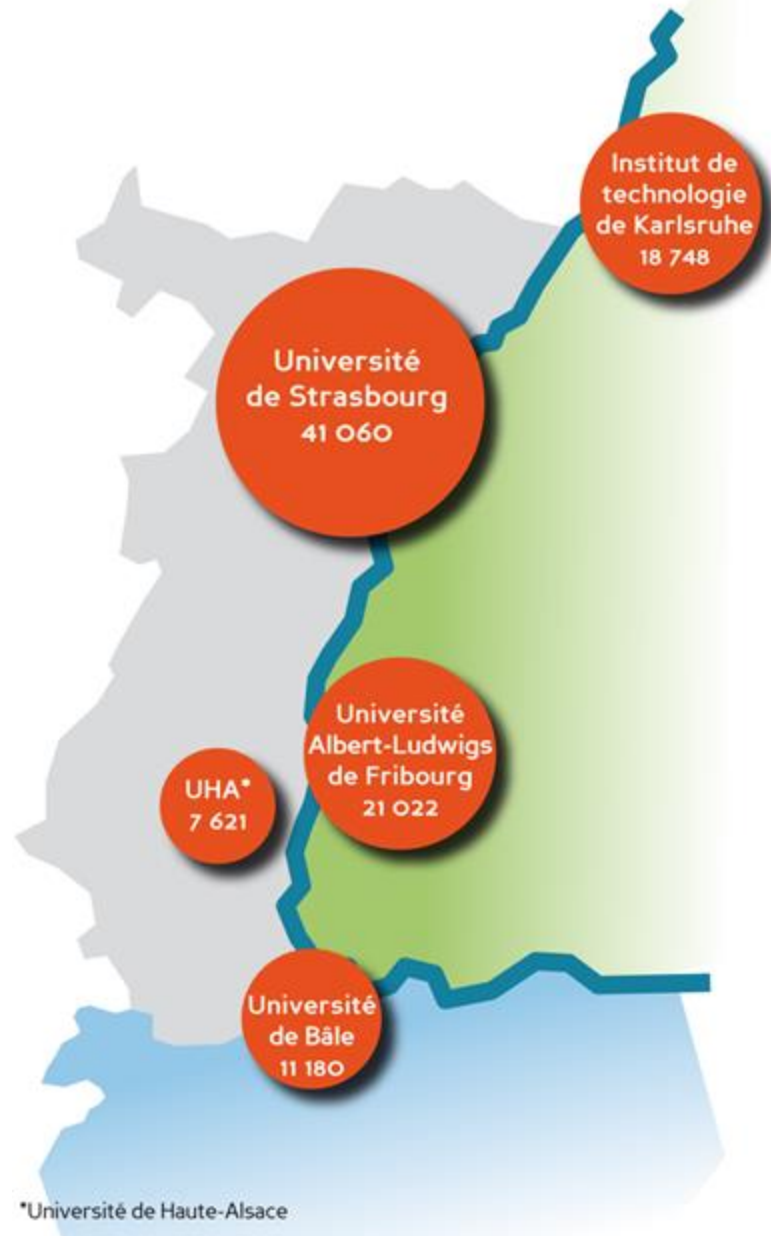 Institut de
technologie
de Karlsruhe
18 748
Université
de Strasbourg
41 060
Université
Albert-Ludwigs
de Fribourg
21 022
UHA*
7 621
Université
de Bâle
11 180
*Université de Haute-Alsace